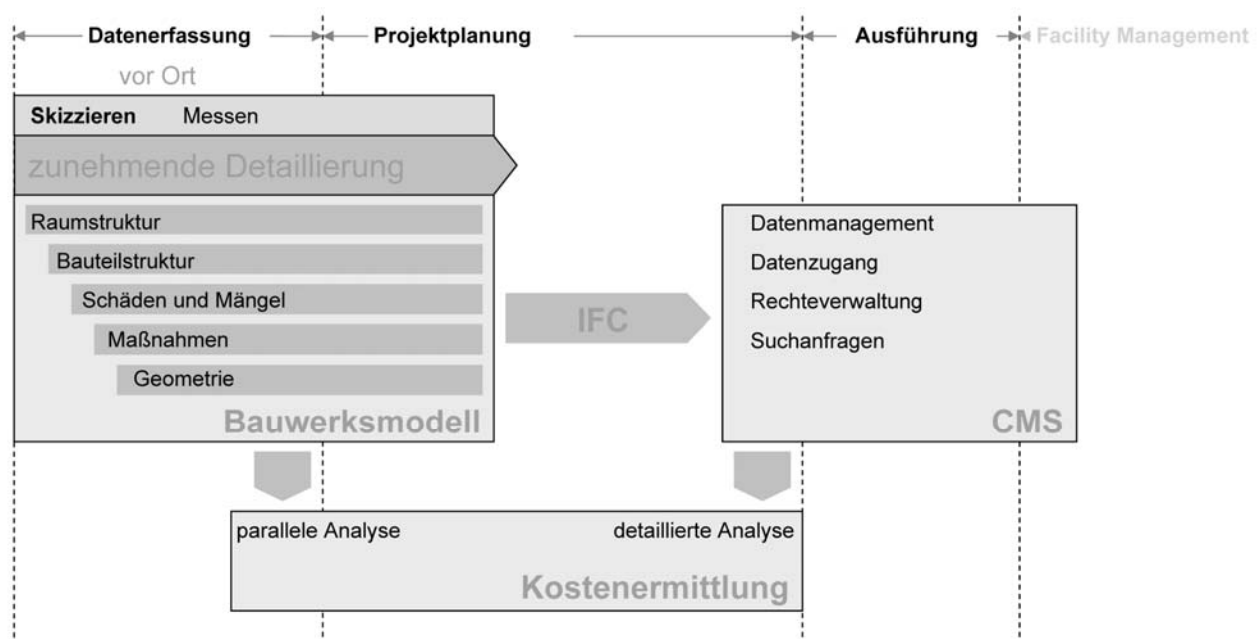 Datenerfassung Projektplanung Ausführung Facility Management
vor Ort
Skizzieren Messen
zunehmende Detaillierung
Raumstruktur
Bauteilstruktur
Schäden und Mängel
Maßnahmen
Geometrie
Bauwerksmodell
IFC
Datenmanagement
Datenzugang
Rechteverwaltung
Suchanfragen
CMS
parallele Analyse detaillierte Analyse
Kostenermittlung